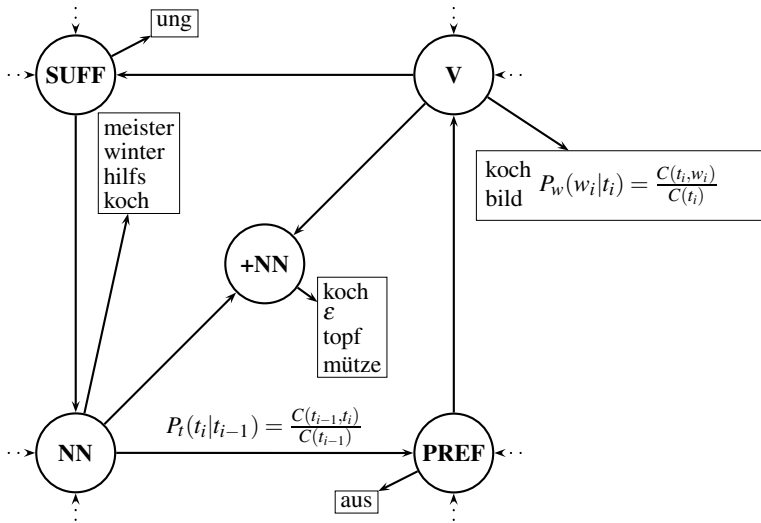 ung
SUFF
V
meister
winter
hilfs
koch
koch
bild
P_w(w_i|t_i) = C(t_i,w_i) / C(t_i)
+NN
koch
ε
topf
mütze
P_t(t_i|t_{i−1}) = C(t_{i−1},t_i) / C(t_{i−1})
NN
PREF
aus